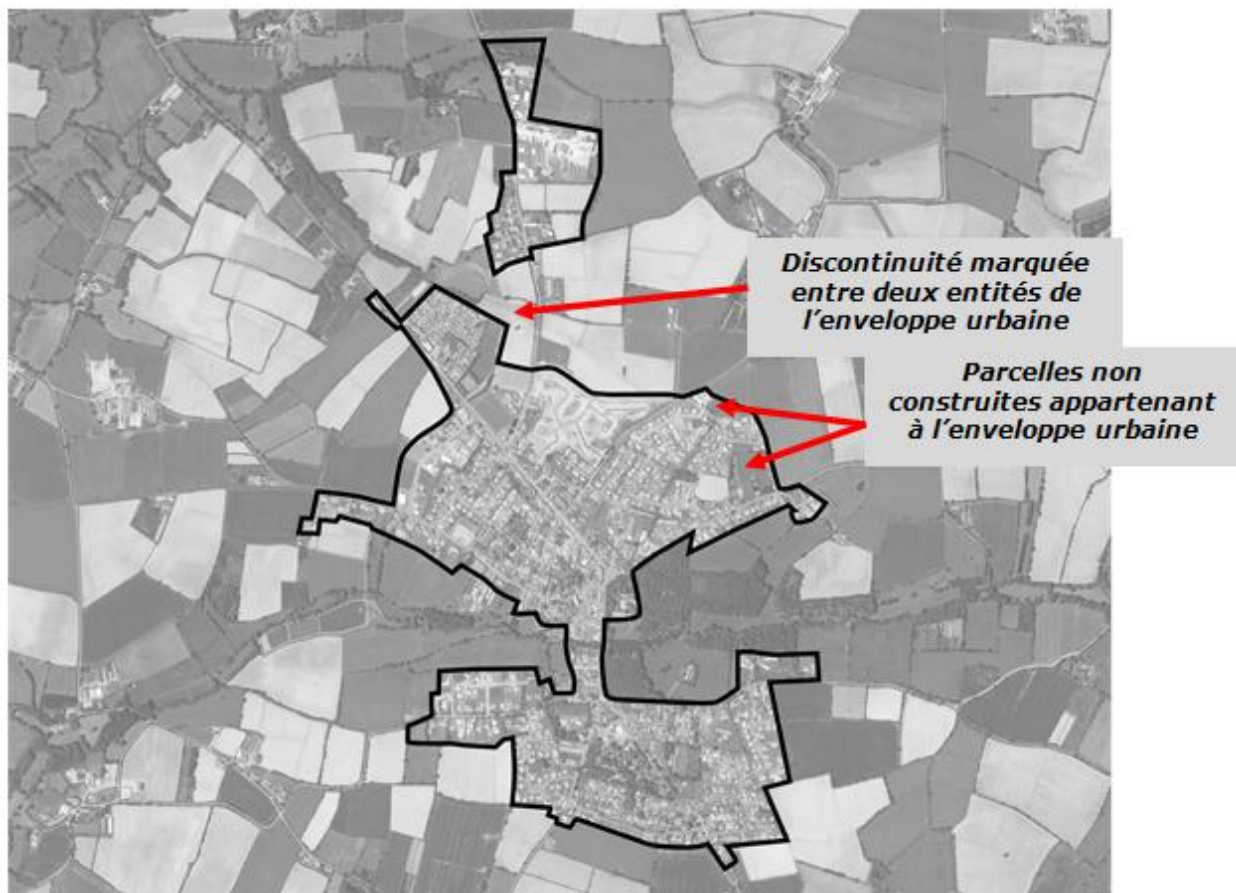 Discontinuité marquée
entre deux entités de
l'enveloppe urbaine
Parcelles non
construites appartenant
à l'enveloppe urbaine